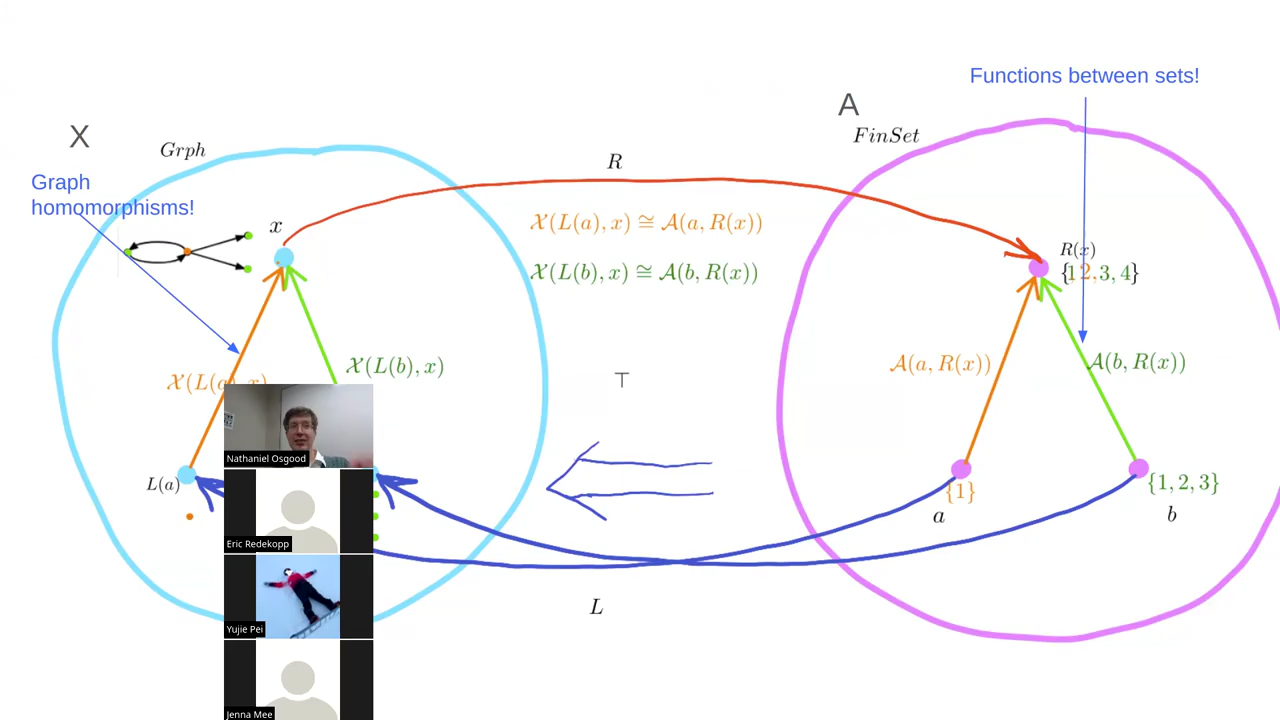 Functions between sets!
A
X
FinSet
Grph
R
Graph
homomorphisms!
𝒳(L(a), x) ≅ 𝒜(a, R(x))
x
R(x)
{1 2, 3, 4}
𝒳(L(b), x) ≅ 𝒜(b, R(x))
𝒳(L(b), x)
𝒜(a, R(x))
𝒜(b, R(x))
𝒳(L(a), x)
⊤
Nathaniel Osgood
L(a)
{1}
{1, 2, 3}
a
b
Eric Redekopp
L
Yujie Pei
Jenna Mee